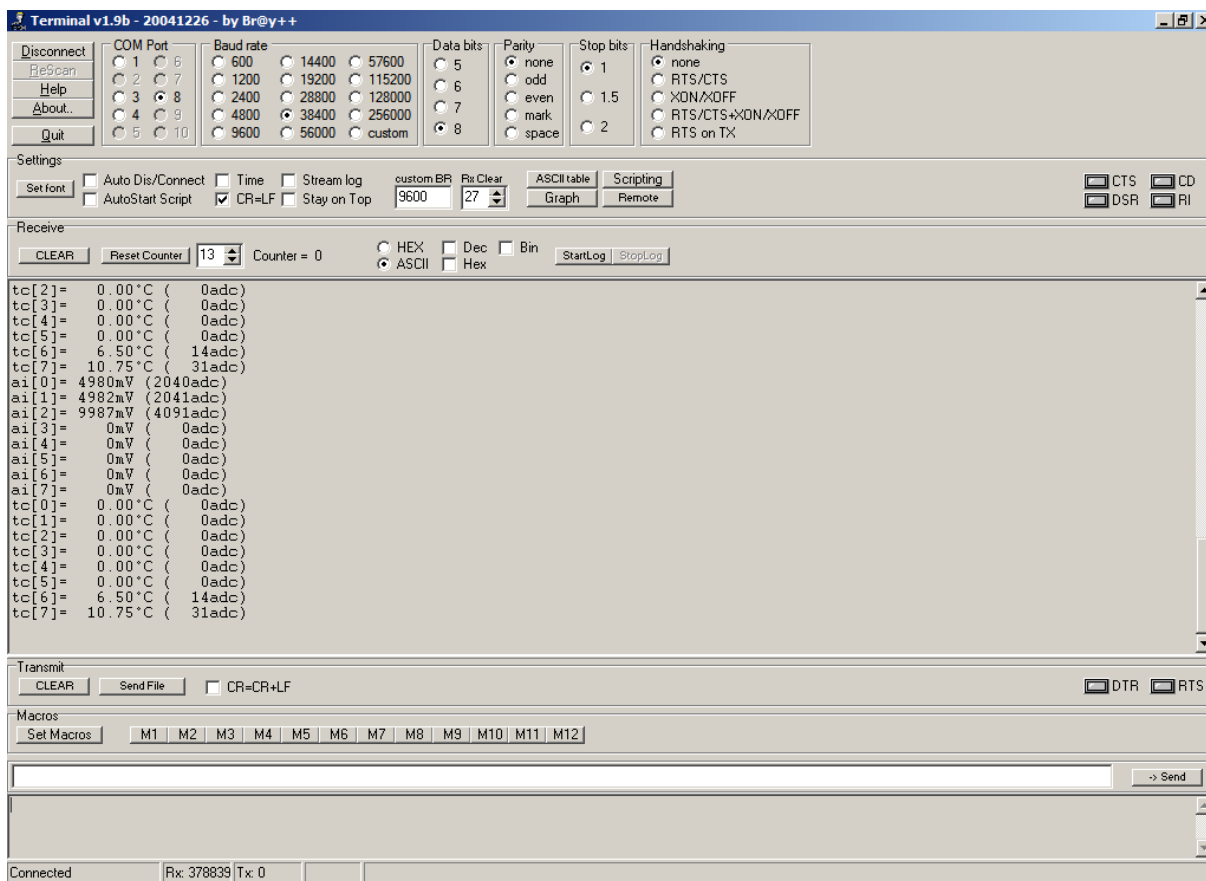 Terminal v1.9b - 20041226 - by Br@y++
Disconnect
ReScan
Help
About..
Quit
COM Port
1 6
2 7
3 8
4 9
5 10
Baud rate
600 14400 57600
1200 19200 115200
2400 28800 128000
4800 38400 256000
9600 56000 custom
Data bits
5
6
7
8
Parity
none
odd
even
mark
space
Stop bits
1
1.5
2
Handshaking
none
RTS/CTS
XON/XOFF
RTS/CTS+XON/XOFF
RTS on TX
Settings
Set font
Auto Dis/Connect Time Stream log
AutoStart Script CR=LF Stay on Top
custom BR Rx Clear
9600 27
ASCII table Scripting
Graph Remote
CTS CD
DSR RI
Receive
CLEAR Reset Counter 13 Counter = 0
HEX Dec Bin
ASCII Hex
StartLog StopLog
tc[2]= 0.00°C ( 0adc)
tc[3]= 0.00°C ( 0adc)
tc[4]= 0.00°C ( 0adc)
tc[5]= 0.00°C ( 0adc)
tc[6]= 6.50°C ( 14adc)
tc[7]= 10.75°C ( 31adc)
ai[0]= 4980mV (2040adc)
ai[1]= 4982mV (2041adc)
ai[2]= 9987mV (4091adc)
ai[3]= 0mV ( 0adc)
ai[4]= 0mV ( 0adc)
ai[5]= 0mV ( 0adc)
ai[6]= 0mV ( 0adc)
ai[7]= 0mV ( 0adc)
tc[0]= 0.00°C ( 0adc)
tc[1]= 0.00°C ( 0adc)
tc[2]= 0.00°C ( 0adc)
tc[3]= 0.00°C ( 0adc)
tc[4]= 0.00°C ( 0adc)
tc[5]= 0.00°C ( 0adc)
tc[6]= 6.50°C ( 14adc)
tc[7]= 10.75°C ( 31adc)
Transmit
CLEAR Send File CR=CR+LF
DTR RTS
Macros
Set Macros M1 M2 M3 M4 M5 M6 M7 M8 M9 M10 M11 M12
-> Send
Connected Rx: 378839 Tx: 0